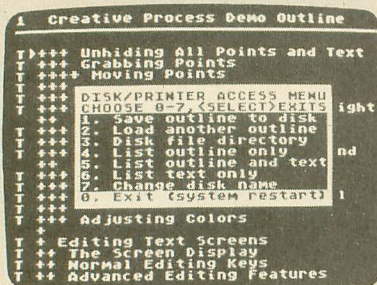 1 Creative Process Demo Outline
T)+++ Unhiding All Points and Text
T +++ Grabbing Points
T ++++ Moving Points
T +++
T +++ DISK/PRINTER ACCESS MENU
T +++ CHOOSE 0-7,<SELECT>EXITS ight
++ 1. Save outline to disk
T +++ 2. Load another outline
T +++ 3. Disk file directory
T +++ 4. List outline only nd
++ 5. List outline and text
T +++ 6. List text only
T +++ 7. Change disk name
T +++ 0. Exit (system restart) l
T +++ Adjusting Colors
+
T + Editing Text Screens
T ++ The Screen Display
T ++ Normal Editing Keys
T ++ Advanced Editing Features